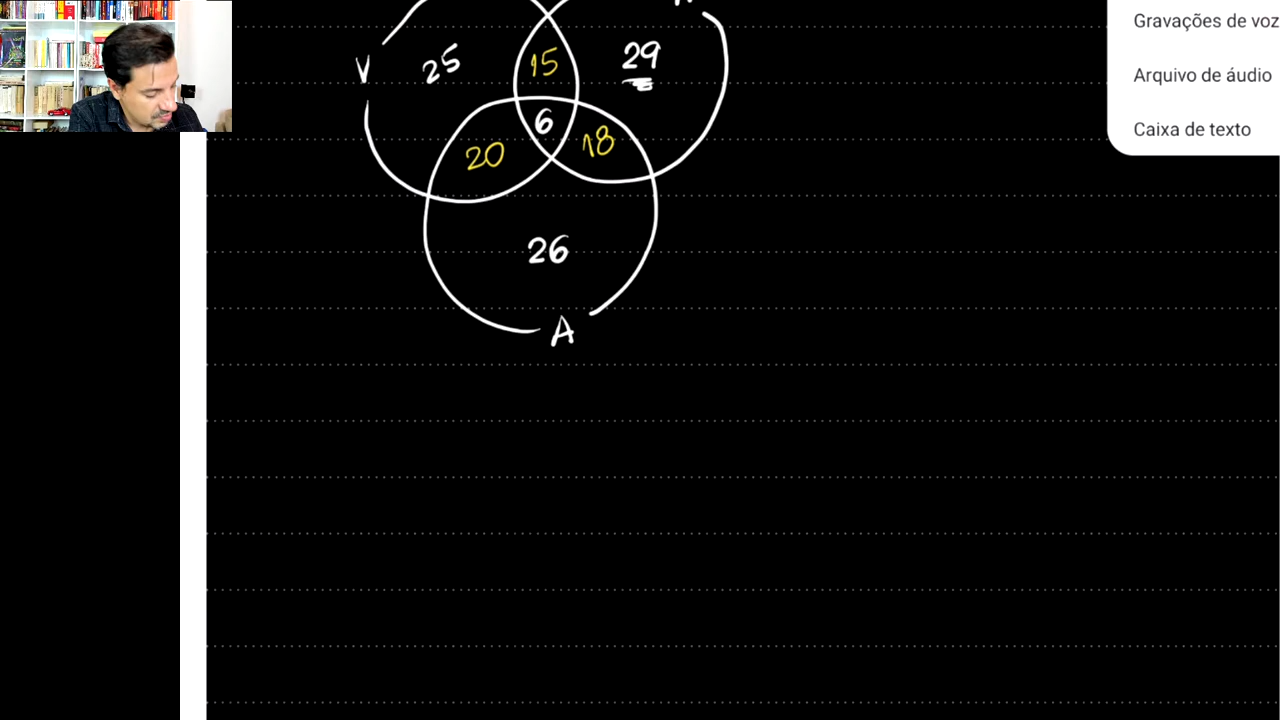 Gravações de voz
Arquivo de áudio
Caixa de texto
V 25 15 29
6
20 18
26
A